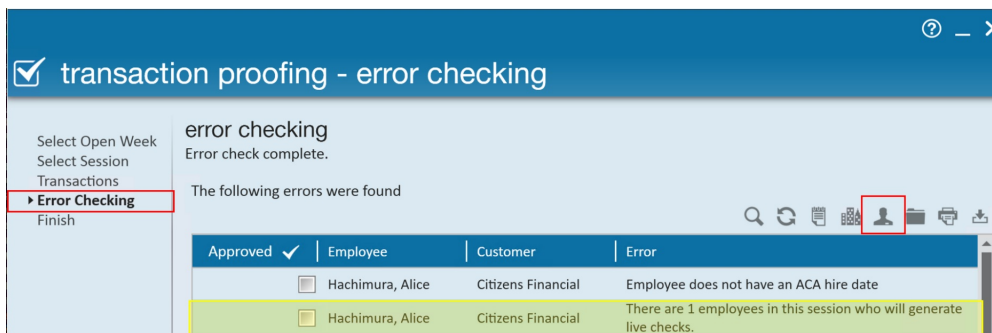 transaction proofing - error checking
Select Open Week
Select Session
Transactions
Error Checking
Finish
error checking
Error check complete.
The following errors were found
Approved Employee Customer Error
Hachimura, Alice Citizens Financial Employee does not have an ACA hire date
Hachimura, Alice Citizens Financial There are 1 employees in this session who will generate
live checks.